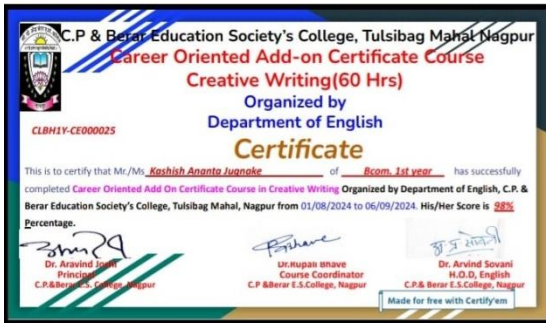 C.P & Berar Education Society's College, Tulsibag Mahal Nagpur
Career Oriented Add-on Certificate Course
Creative Writing(60 Hrs)
Organized by
Department of English
CLBH1Y-CE000025
Certificate
This is to certify that Mr./Ms Kashish Ananta Jugnake of Bcom. 1st year has successfully
completed Career Oriented Add On Certificate Course in Creative Writing Organized by Department of English, C.P. &
Berar Education Society's College, Tulsibag Mahal, Nagpur from 01/08/2024 to 06/09/2024. His/Her Score is 98%
Percentage.
Dr. Aravind Joshi Dr.Rupali Bhave Dr. Arvind Sovani
Principal Course Coordinator H.O.D, English
C.P.&Berar E.S. College, Nagpur C.P &Berar E.S.College, Nagpur C.P.& Berar E.S.College, Nagpur
Made for free with Certify'em